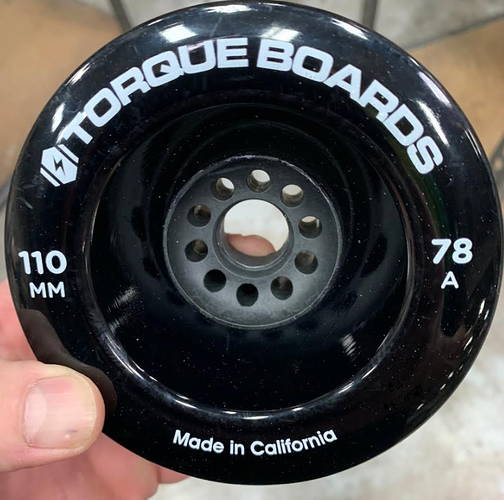 TORQUE BOARDS
110
MM
78
A
Made in California